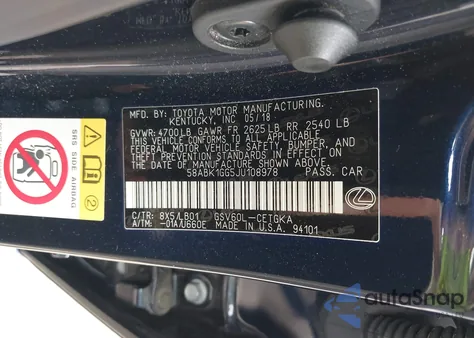 MFD. BY: TOYOTA MOTOR MANUFACTURING,
KENTUCKY, INC. 05/18
GVWR: 4700LB GAWR FR 2625LB RR 2540 LB
THIS VEHICLE CONFORMS TO ALL APPLICABLE
FEDERAL MOTOR VEHICLE SAFETY, BUMPER, AND
THEFT PREVENTION STANDARDS IN EFFECT ON
THE DATE OF MANUFACTURE SHOWN ABOVE.
58ABK1GG5JU108978 PASS. CAR
C/TR: 8X5/LB01 GSV60L-CETGKA
A/TM: -01A/U660E MADE IN U.S.A. 94101
SRS SIDE AIRBAG
autoSnap